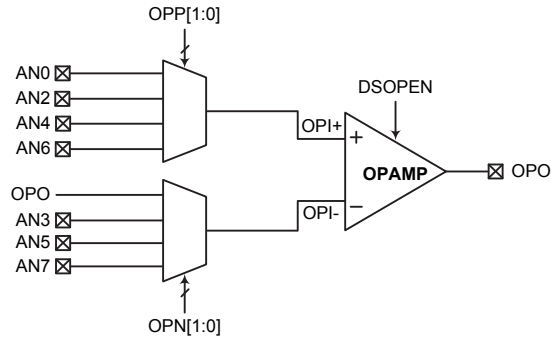 OPP[1:0]
AN0
AN2
AN4
AN6
DSOPEN
OPI+
+
OPAMP
OPO
OPO
AN3
AN5
AN7
OPI-
−
OPN[1:0]